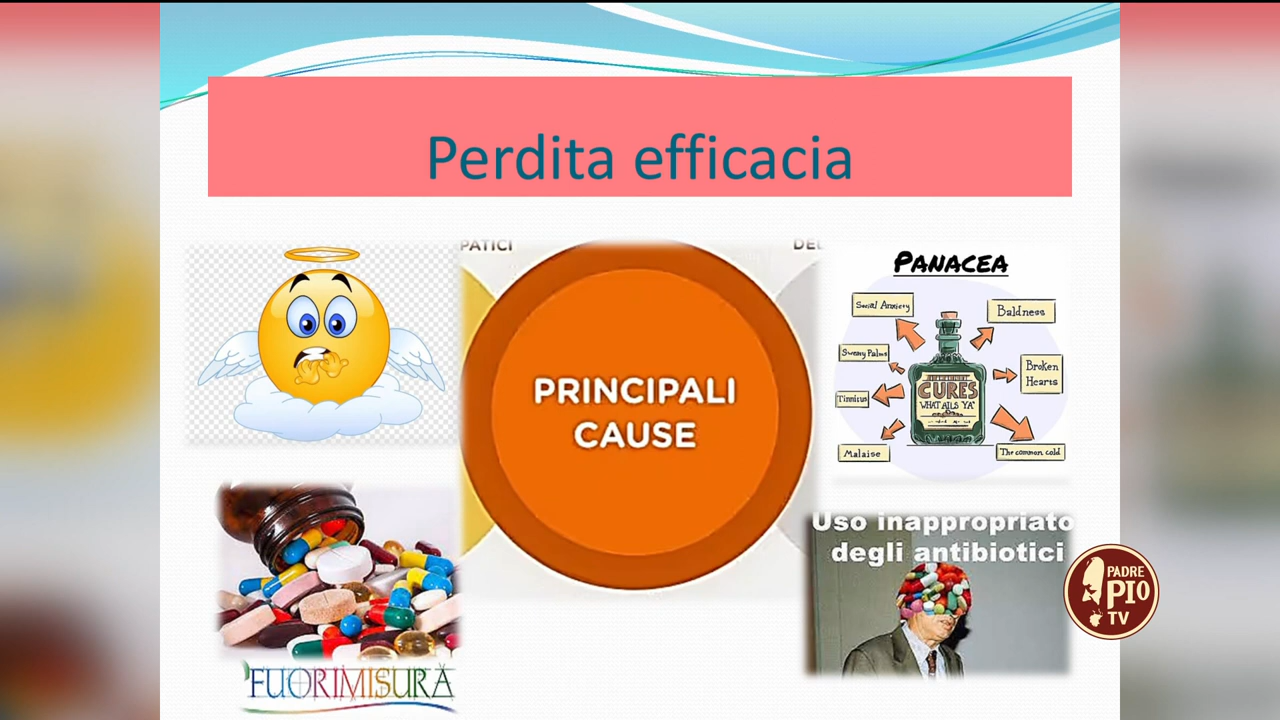 Perdita efficacia
PATICI
DEL
PRINCIPALI
CAUSE
PANACEA
Social Anxiety
Baldness
Sweaty Palms
Broken
Hearts
Tinnitus
CURES
WHAT AILS YA'
Malaise
The common cold
Uso inappropriato
degli antibiotici
FUORIMISURA
PADRE
PIO
TV